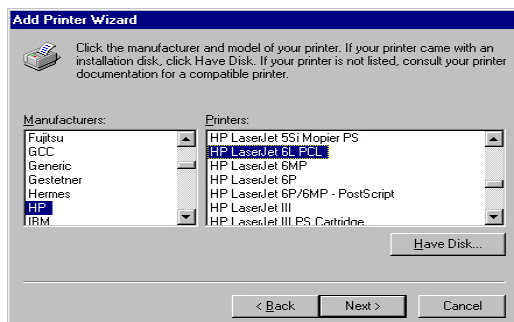 Add Printer Wizard
Click the manufacturer and model of your printer. If your printer came with an
installation disk, click Have Disk. If your printer is not listed, consult your printer
documentation for a compatible printer.
Manufacturers:
Fujitsu
GCC
Generic
Gestetner
Hermes
HP
IBM
Printers:
HP LaserJet 5Si Mopier PS
HP LaserJet 6L PCL
HP LaserJet 6MP
HP LaserJet 6P
HP LaserJet 6P/6MP - PostScript
HP LaserJet III
HP LaserJet III PS Cartridge
Have Disk...
< Back
Next >
Cancel